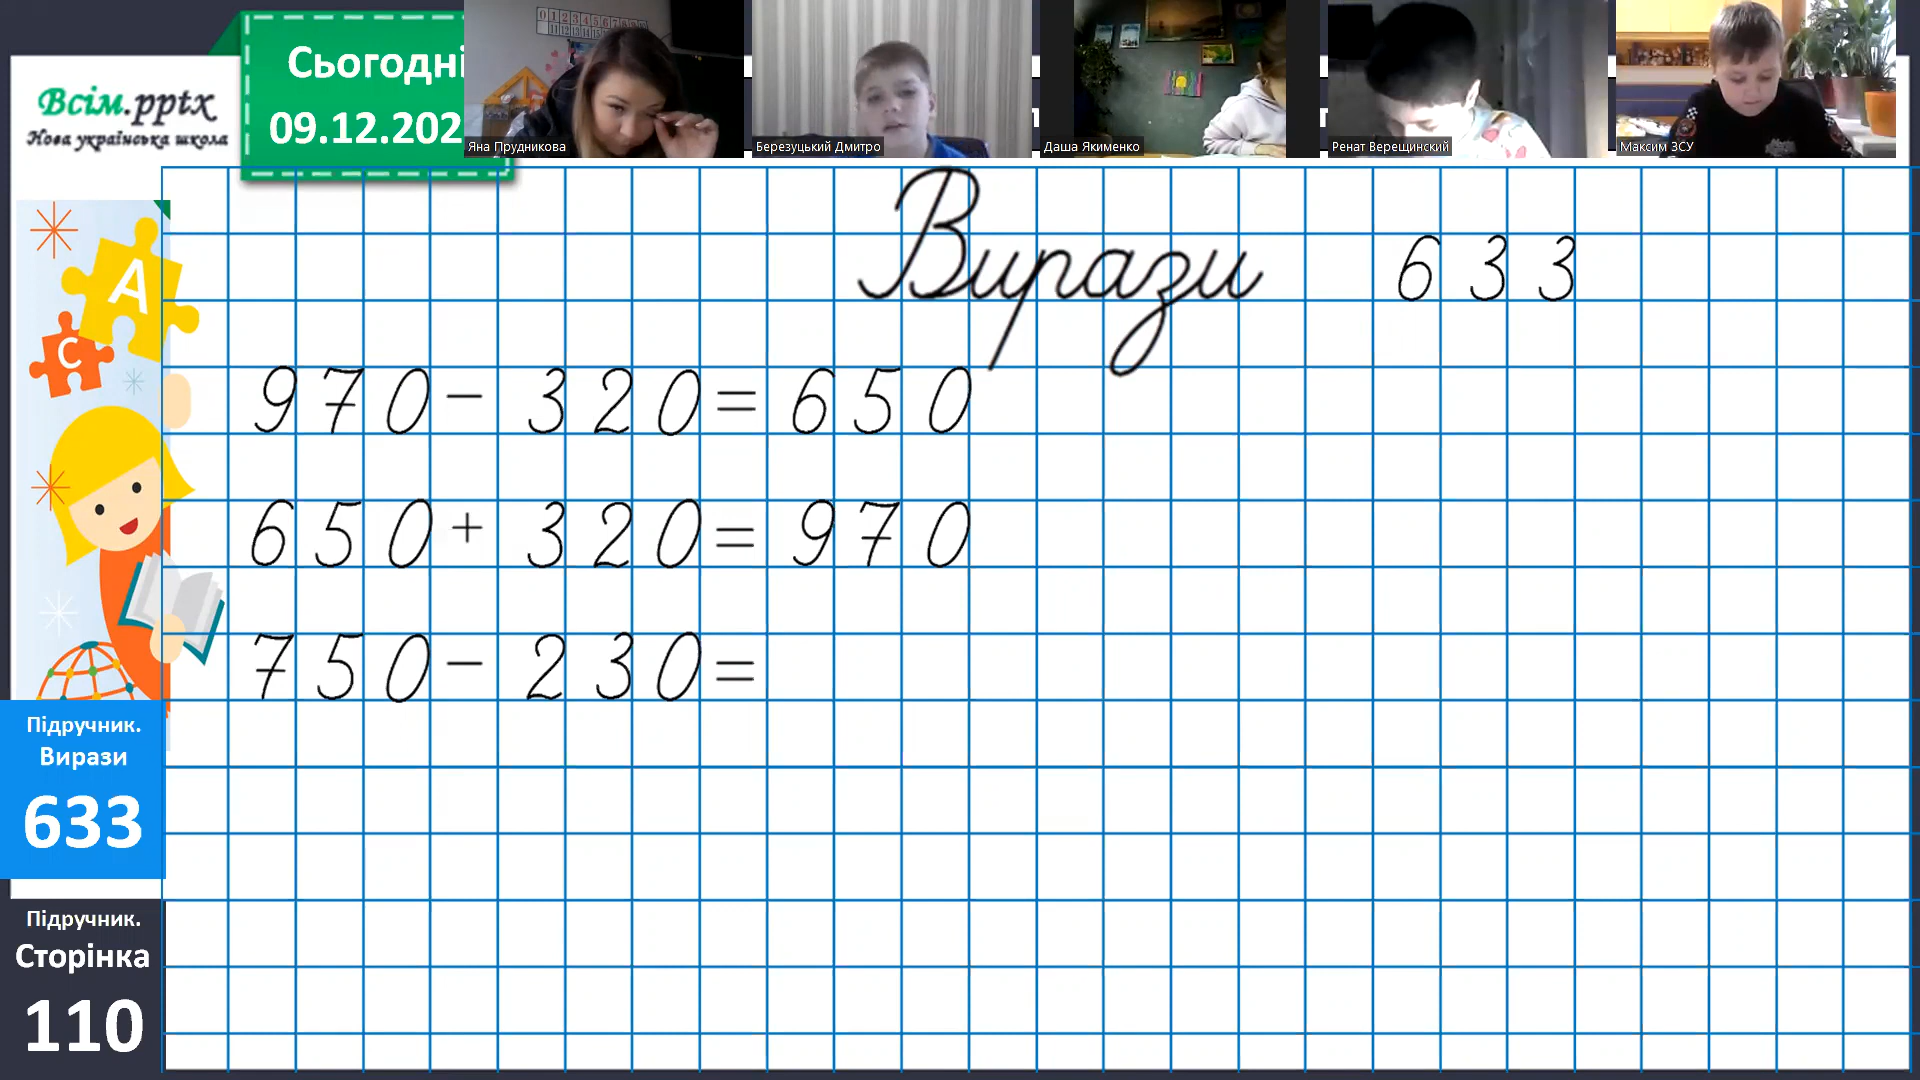 Всім.pptx
Нова українська школа
Сьогодні
09.12.202
Яна Прудникова
Березуцький Дмитро
Даша Якименко
Ренат Верещинский
Максим ЗСУ
Вирази 633
970 - 320 = 650
650 + 320 = 970
750 - 230 =
А
С
Підручник.
Вирази
633
Підручник.
Сторінка
110